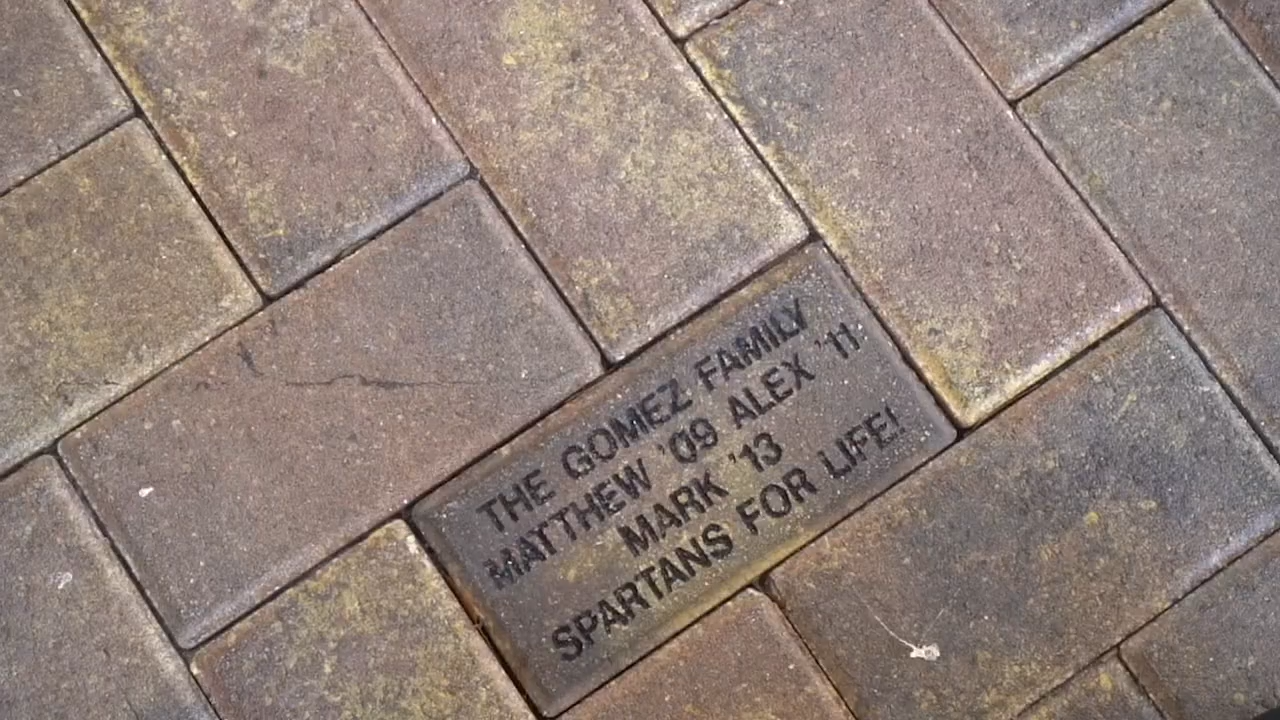 THE GOMEZ FAMILY
MATTHEW '09 ALEX '11
MARK '13
SPARTANS FOR LIFE!